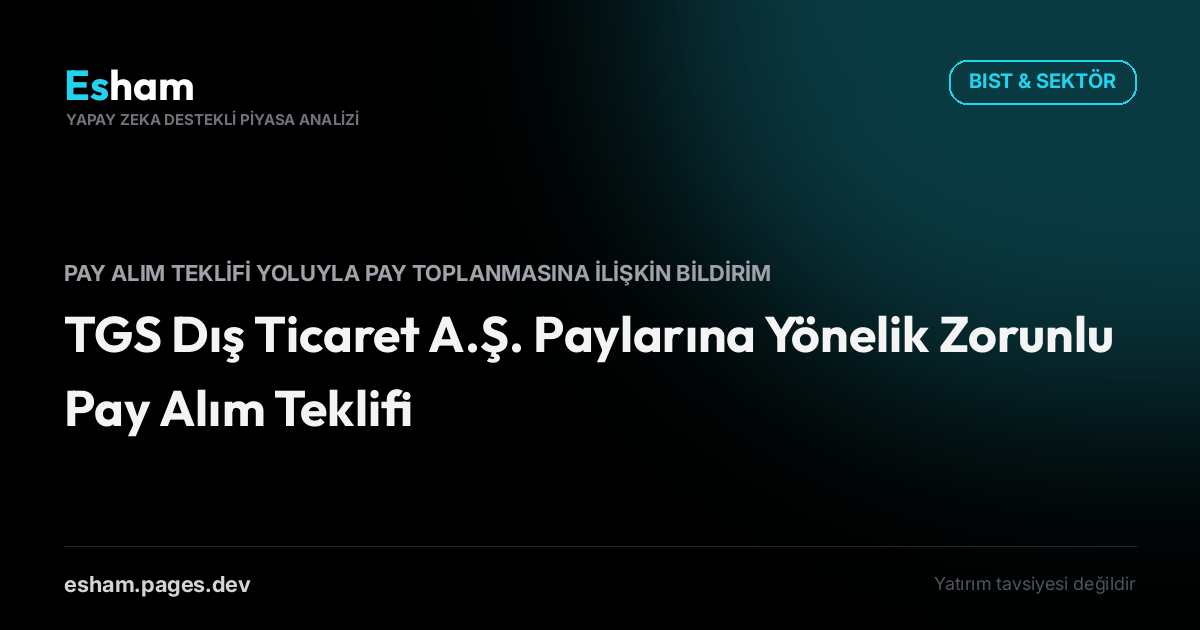 Esham
BIST & SEKTÖR
YAPAY ZEKA DESTEKLİ PİYASA ANALİZİ
PAY ALIM TEKLİFİ YOLUYLA PAY TOPLANMASINA İLİŞKİN BİLDİRİM
TGS Dış Ticaret A.Ş. Paylarına Yönelik Zorunlu
Pay Alım Teklifi
esham.pages.dev
Yatırım tavsiyesi değildir